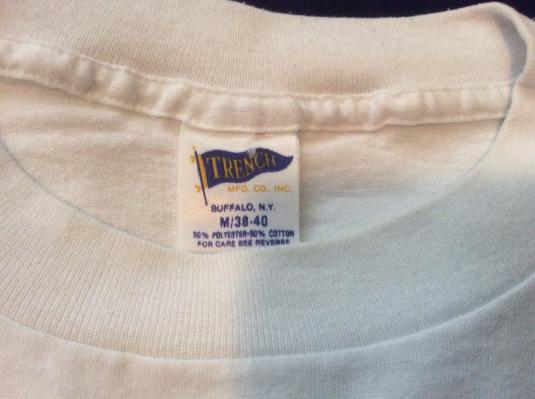 TRENCH
MFG. CO., INC.
BUFFALO, N.Y.
M/38-40
50% POLYESTER•50% COTTON
FOR CARE SEE REVERSE